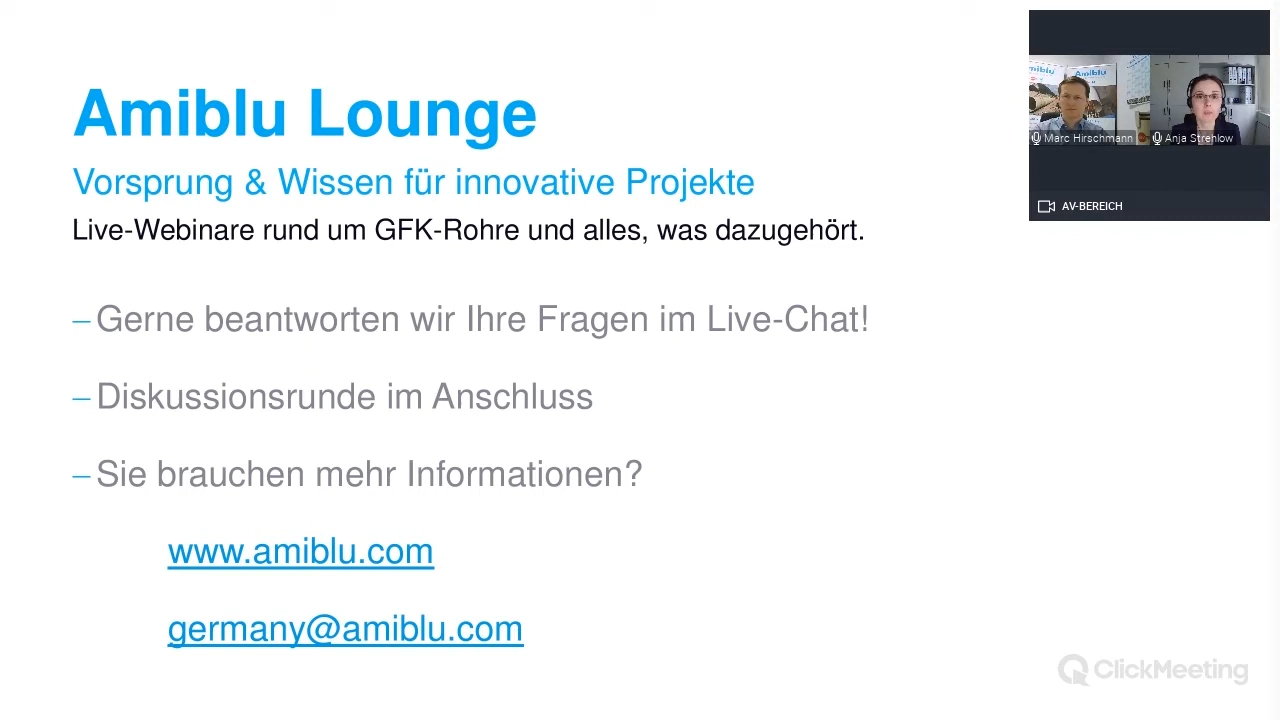 Amiblu Lounge
Vorsprung & Wissen für innovative Projekte
Live-Webinare rund um GFK-Rohre und alles, was dazugehört.
– Gerne beantworten wir Ihre Fragen im Live-Chat!
– Diskussionsrunde im Anschluss
– Sie brauchen mehr Informationen?
www.amiblu.com
germany@amiblu.com
Amiblu
Marc Hirschmann
Anja Strehlow
AV-BEREICH
ClickMeeting